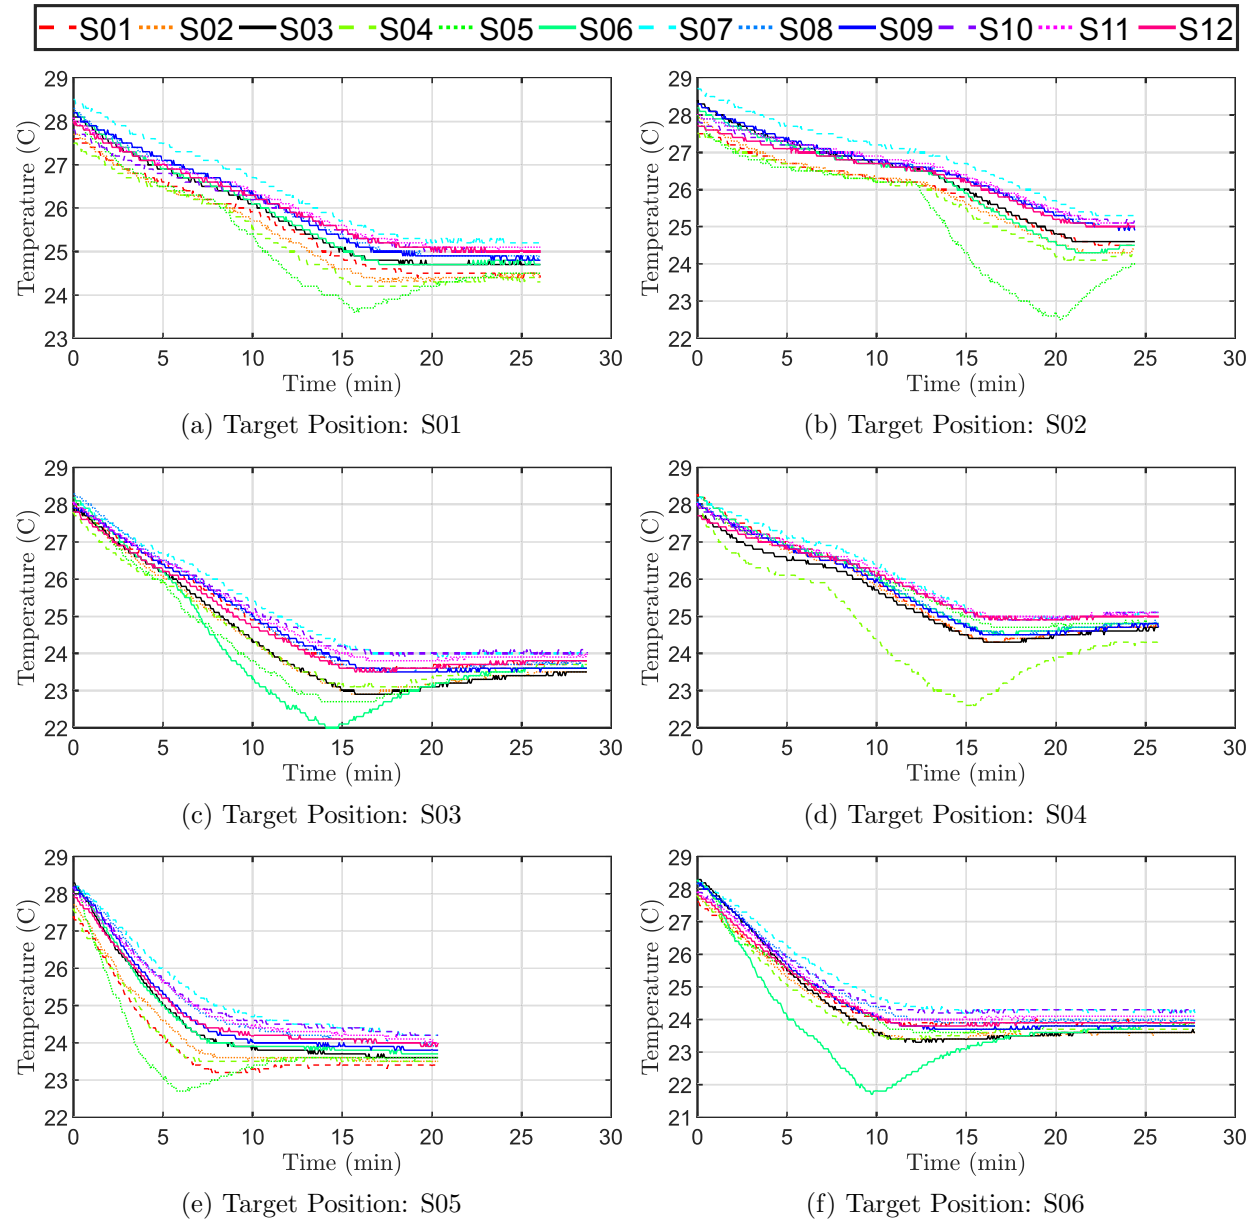 S01 S02 S03 S04 S05 S06 S07 S08 S09 S10 S11 S12
29
28
27
26
25
24
23
Temperature (C)
0 5 10 15 20 25 30
Time (min)
(a) Target Position: S01
29
28
27
26
25
24
23
22
Temperature (C)
0 5 10 15 20 25 30
Time (min)
(b) Target Position: S02
29
28
27
26
25
24
23
22
Temperature (C)
0 5 10 15 20 25 30
Time (min)
(c) Target Position: S03
29
28
27
26
25
24
23
22
Temperature (C)
0 5 10 15 20 25 30
Time (min)
(d) Target Position: S04
29
28
27
26
25
24
23
22
Temperature (C)
0 5 10 15 20 25 30
Time (min)
(e) Target Position: S05
29
28
27
26
25
24
23
22
21
Temperature (C)
0 5 10 15 20 25 30
Time (min)
(f) Target Position: S06